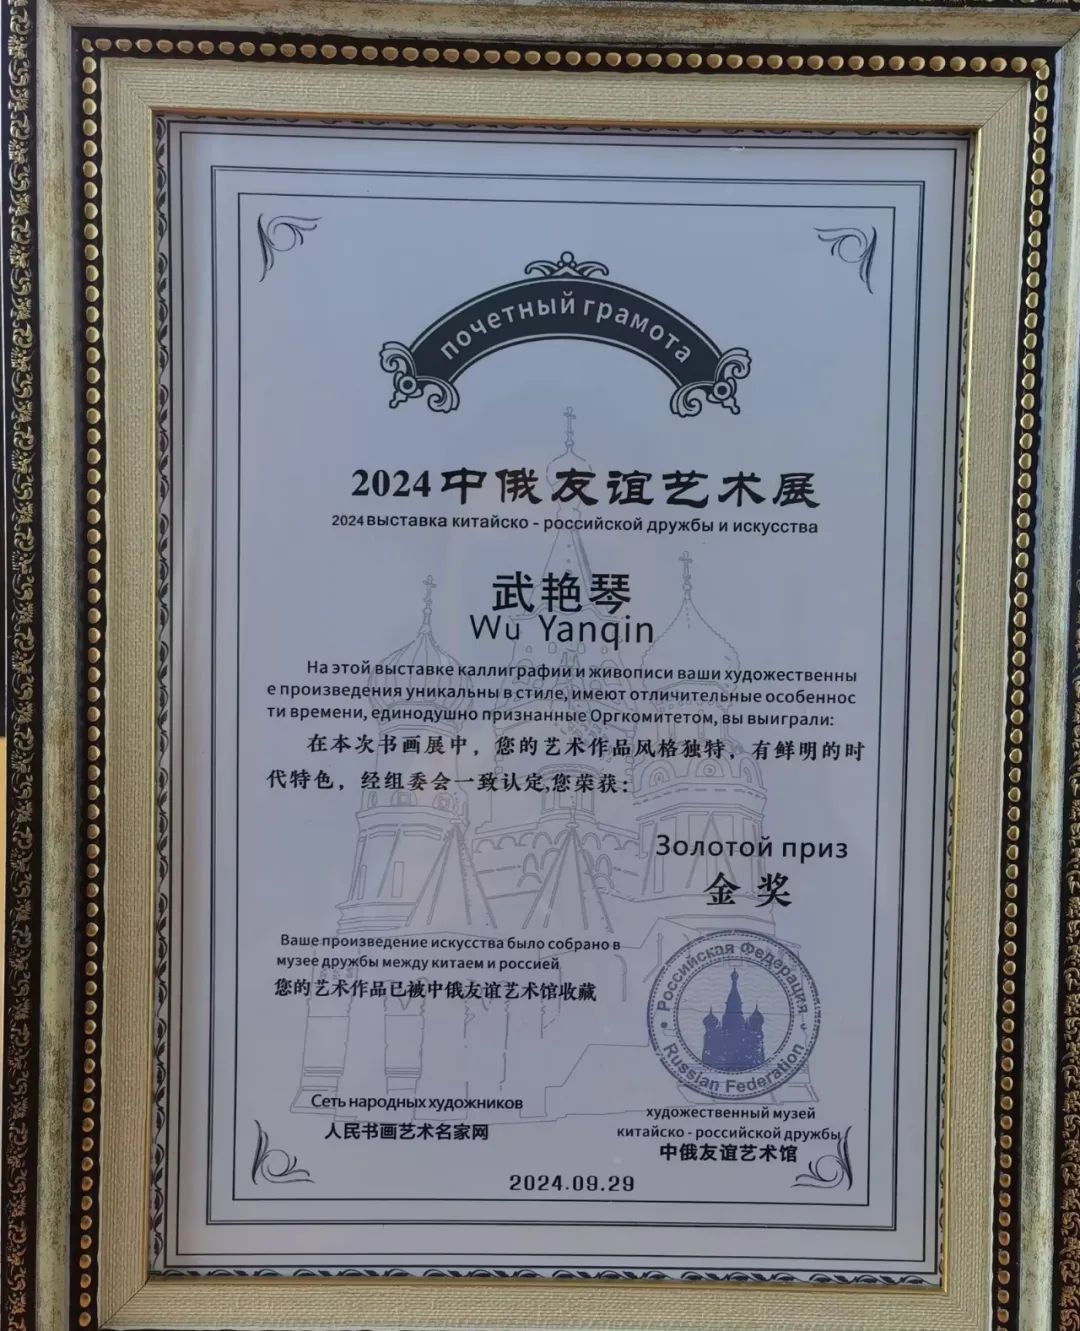 почетный грамота
2024中俄友谊艺术展
2024 выставка китайско - российской дружбы и искусства
武艳琴
Wu Yanqin
На этой выставке каллиграфии и живописи ваши художественны
е произведения уникальны в стиле, имеют отличительные особеннос
ти времени, единодушно признанные Оргкомитетом, вы выиграли:
在本次书画展中，您的艺术作品风格独特，有鲜明的时
代特色，经组委会一致认定,您荣获：
Золотой приз
金奖
Ваше произведение искусства было собрано в
музее дружбы между китаем и россией
您的艺术作品已被中俄友谊艺术馆收藏
Российская Федерация
Russian Federation
Сеть народных художников
人民书画艺术名家网
художественный музей
китайско - российской дружбы
中俄友谊艺术馆
2024.09.29